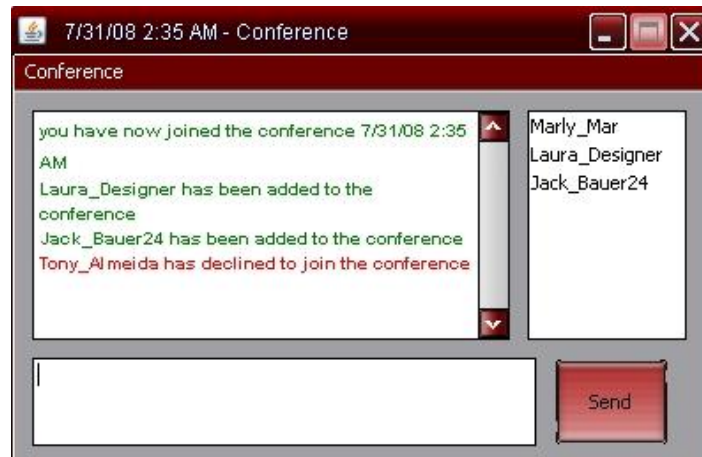 7/31/08 2:35 AM - Conference
Conference
you have now joined the conference 7/31/08 2:35
AM
Laura_Designer has been added to the
conference
Jack_Bauer24 has been added to the conference
Tony_Almeida has declined to join the conference
Marly_Mar
Laura_Designer
Jack_Bauer24
Send